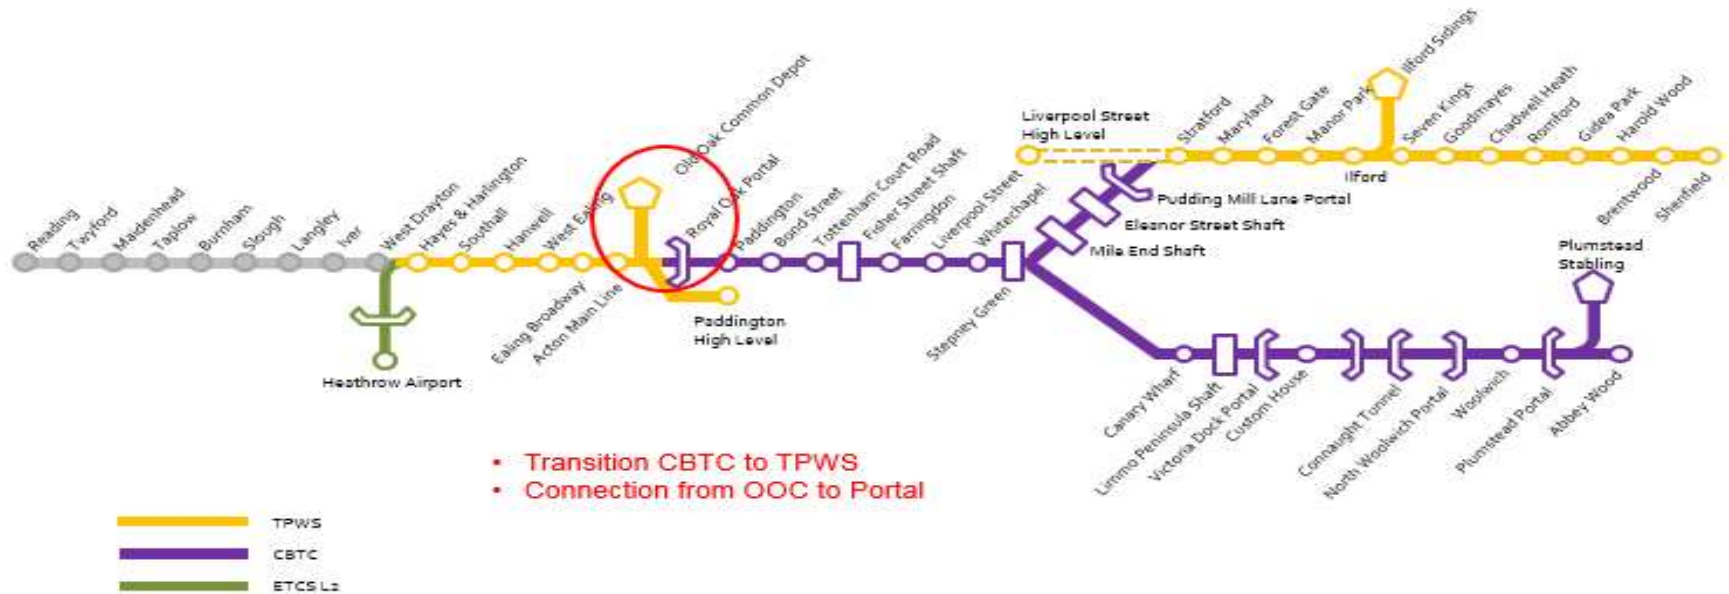 Reading
Twyford
Maidenhead
Taplow
Burnham
Slough
Langley
Iver
West Drayton
Hayes & Harlington
Southall
Hanwell
West Ealing
Ealing Broadway
Acton Main Line
Heathrow Airport
Old Oak Common Depot
Royal Oak Portal
Paddington
High Level
Paddington
Bond Street
Tottenham Court Road
Fisher Street Shaft
Farringdon
Liverpool Street
Whitechapel
Stepney Green
Liverpool Street
High Level
Stratford
Maryland
Forest Gate
Manor Park
Ilford
Ilford Sidings
Seven Kings
Goodmayes
Chadwell Heath
Romford
Gidea Park
Harold Wood
Brentwood
Shenfield
Pudding Mill Lane Portal
Eleanor Street Shaft
Mile End Shaft
Plumstead
Stabling
Canary Wharf
Limmo Peninsula Shaft
Victoria Dock Portal
Custom House
Connaught Tunnel
North Woolwich Portal
Woolwich
Plumstead Portal
Abbey Wood
• Transition CBTC to TPWS
• Connection from OOC to Portal
TPWS
CBTC
ETCS L2